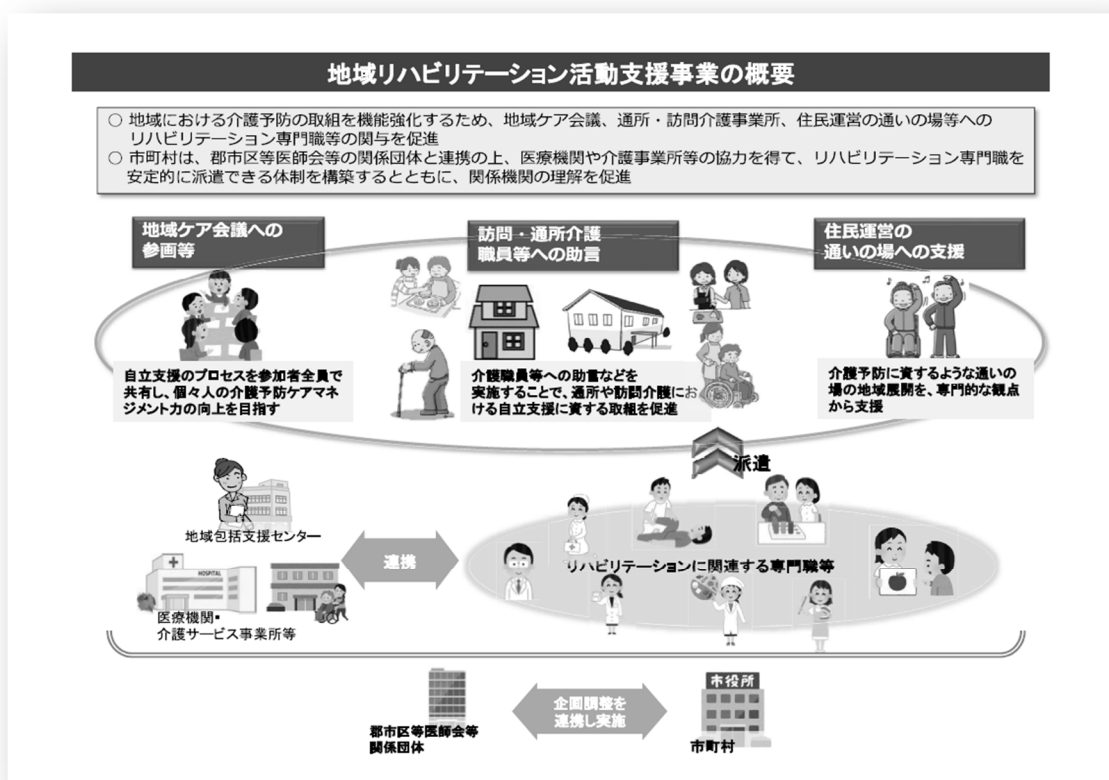 地域リハビリテーション活動支援事業の概要
○ 地域における介護予防の取組を機能強化するため、地域ケア会議、通所・訪問介護事業所、住民運営の通いの場等への
リハビリテーション専門職等の関与を促進
○ 市町村は、郡市区等医師会等の関係団体と連携の上、医療機関や介護事業所等の協力を得て、リハビリテーション専門職を
安定的に派遣できる体制を構築するとともに、関係機関の理解を促進
地域ケア会議への
参画等
訪問・通所介護
職員等への助言
住民運営の
通いの場への支援
自立支援のプロセスを参加者全員で
共有し、個々人の介護予防ケアマネ
ジメント力の向上を目指す
介護職員等への助言などを
実施することで、通所や訪問介護にお
ける自立支援に資する取組を促進
介護予防に資するような通いの
場の地域展開を、専門的な観点
から支援
派遣
地域包括支援センター
連携
リハビリテーションに関連する専門職等
HOSPITAL
医療機関・
介護サービス事業所等
企画調整を
連携し実施
市役所
郡市区等医師会等
関係団体
市町村